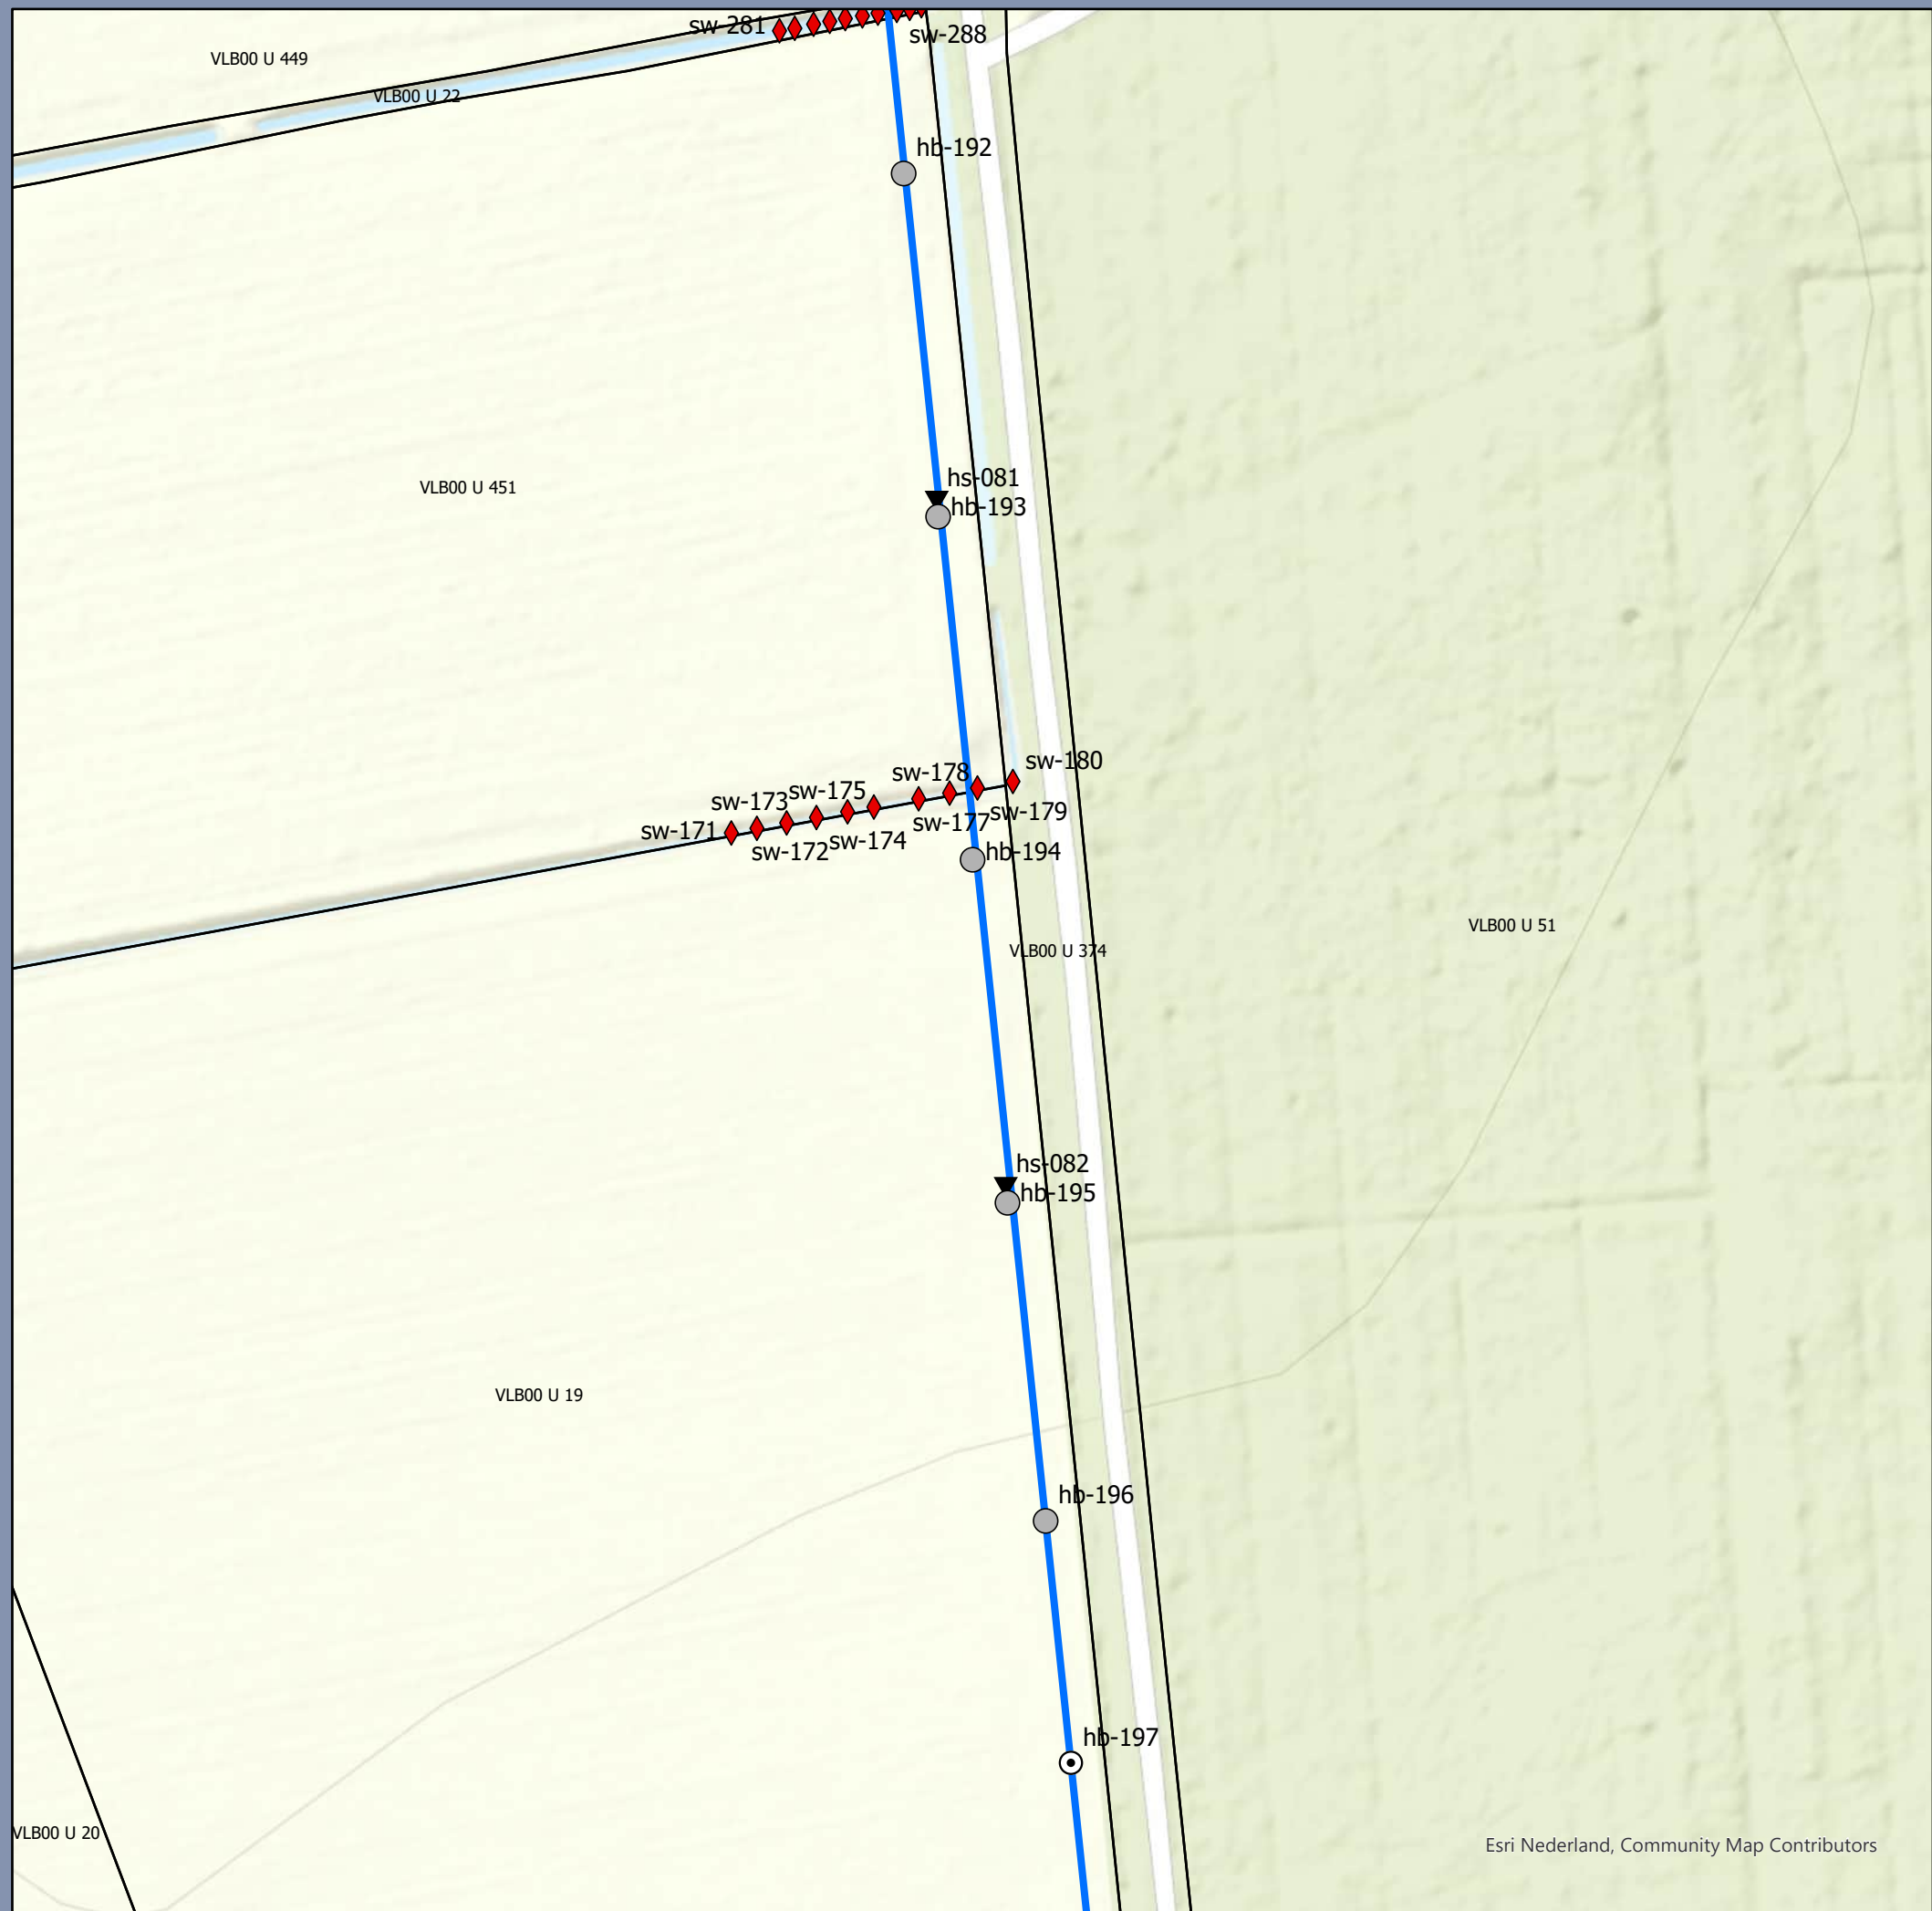 sw-281
sw-288
VLB00 U 449
VLB00 U 22
hb-192
hs-081
VLB00 U 451
hb-193
sw-180
sw-178
sw-175
sw-173
sw-179
sw-177
sw-171
sw-174
sw-172
hb-194
VLB00 U 51
VLB00 U 374
hs-082
hb-195
VLB00 U 19
hb-196
hb-197
VLB00 U 20
Esri Nederland, Community Map Contributors